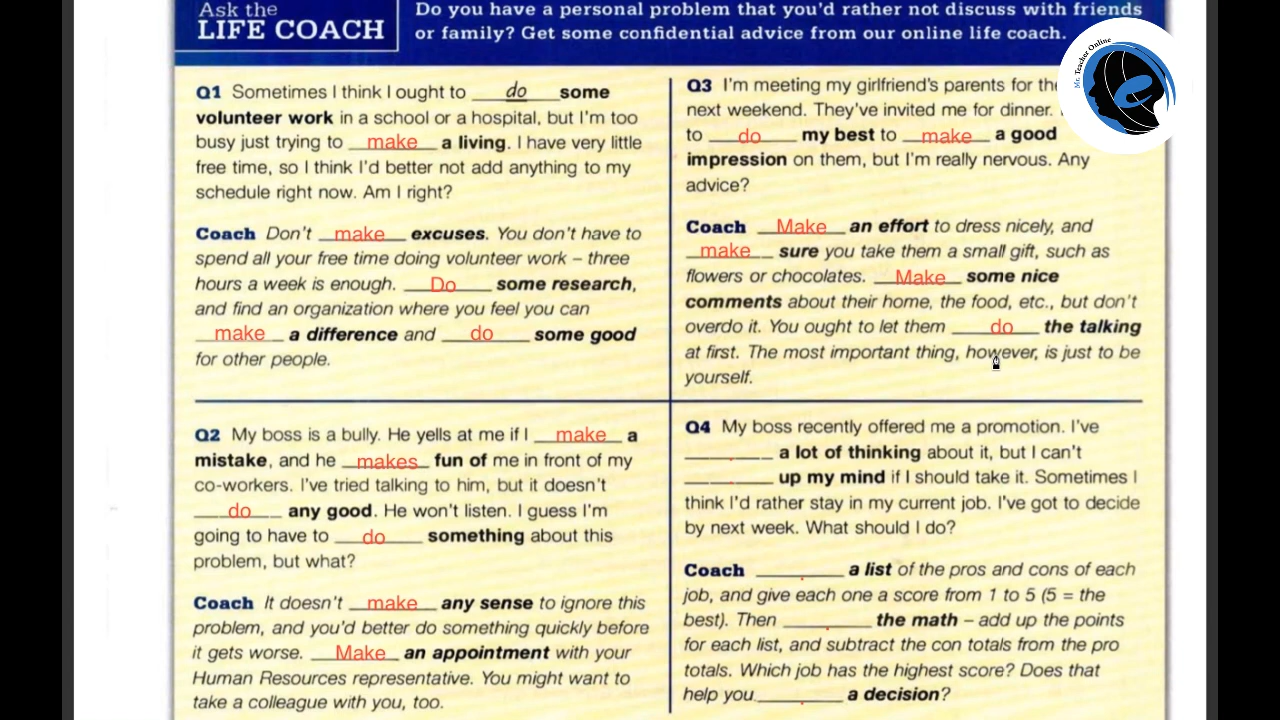 Ask the
LIFE COACH
Do you have a personal problem that you'd rather not discuss with friends
or family? Get some confidential advice from our online life coach.
Mr. Teacher Online
Q1 Sometimes I think I ought to do some
volunteer work in a school or a hospital, but I'm too
busy just trying to make a living. I have very little
free time, so I think I'd better not add anything to my
schedule right now. Am I right?
Coach Don't make excuses. You don't have to
spend all your free time doing volunteer work – three
hours a week is enough. Do some research,
and find an organization where you feel you can
make a difference and do some good
for other people.
Q2 My boss is a bully. He yells at me if I make a
mistake, and he makes fun of me in front of my
co-workers. I've tried talking to him, but it doesn't
do any good. He won't listen. I guess I'm
going to have to do something about this
problem, but what?
Coach It doesn't make any sense to ignore this
problem, and you'd better do something quickly before
it gets worse. Make an appointment with your
Human Resources representative. You might want to
take a colleague with you, too.
Q3 I'm meeting my girlfriend's parents for the
next weekend. They've invited me for dinner.
to do my best to make a good
impression on them, but I'm really nervous. Any
advice?
Coach Make an effort to dress nicely, and
make sure you take them a small gift, such as
flowers or chocolates. Make some nice
comments about their home, the food, etc., but don't
overdo it. You ought to let them do the talking
at first. The most important thing, however, is just to be
yourself.
Q4 My boss recently offered me a promotion. I've
________ a lot of thinking about it, but I can't
________ up my mind if I should take it. Sometimes I
think I'd rather stay in my current job. I've got to decide
by next week. What should I do?
Coach ________ a list of the pros and cons of each
job, and give each one a score from 1 to 5 (5 = the
best). Then ________ the math – add up the points
for each list, and subtract the con totals from the pro
totals. Which job has the highest score? Does that
help you ________ a decision?